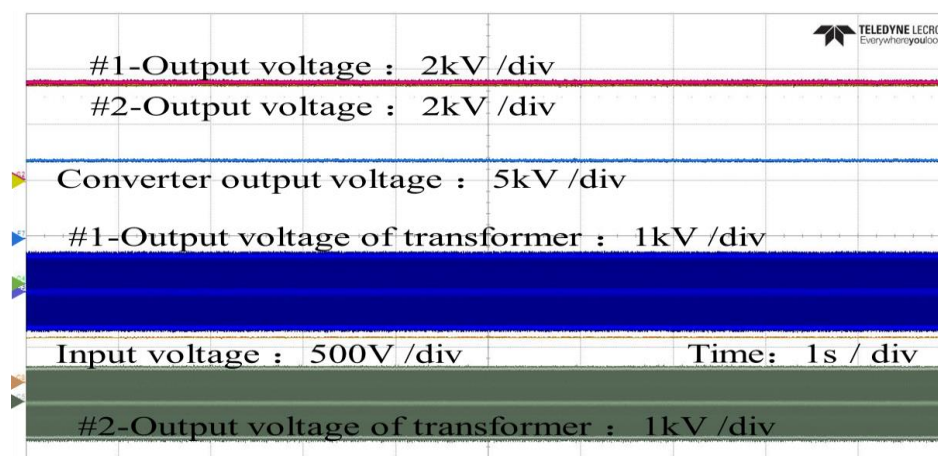 TELEDYNE LECRO
Everywhereyouloo
#1-Output voltage： 2kV /div
#2-Output voltage： 2kV /div
Converter output voltage： 5kV /div
#1-Output voltage of transformer： 1kV /div
Input voltage： 500V /div
Time： 1s / div
#2-Output voltage of transformer： 1kV /div